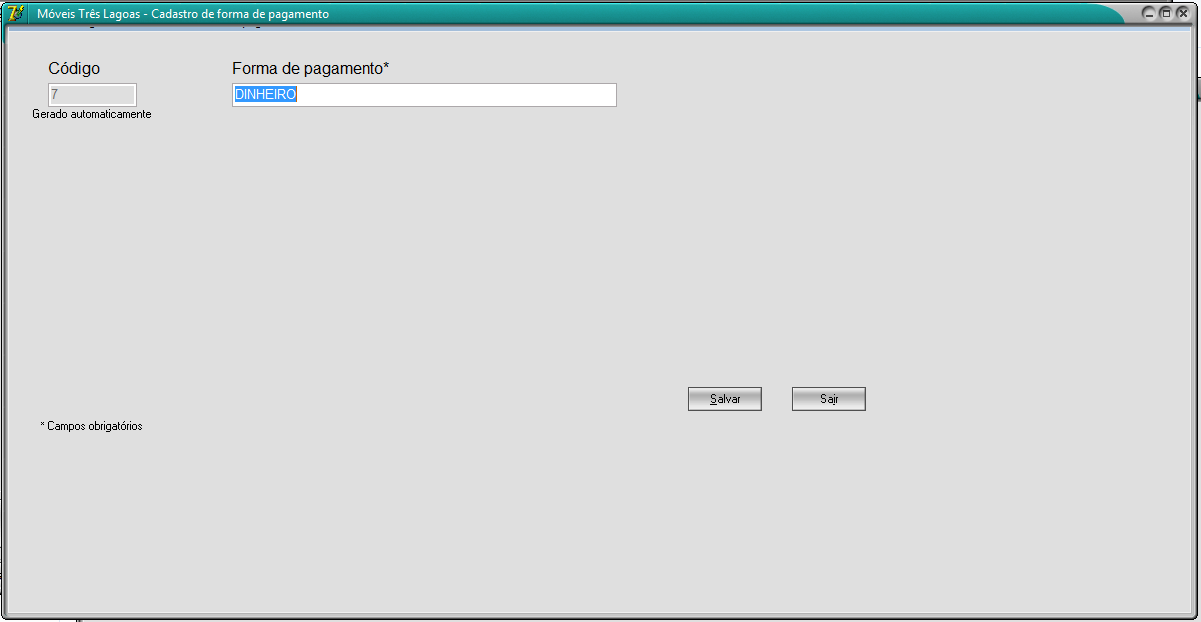 Móveis Três Lagoas - Cadastro de forma de pagamento
Código
Forma de pagamento*
7
DINHEIRO
Gerado automaticamente
Salvar
Sair
* Campos obrigatórios